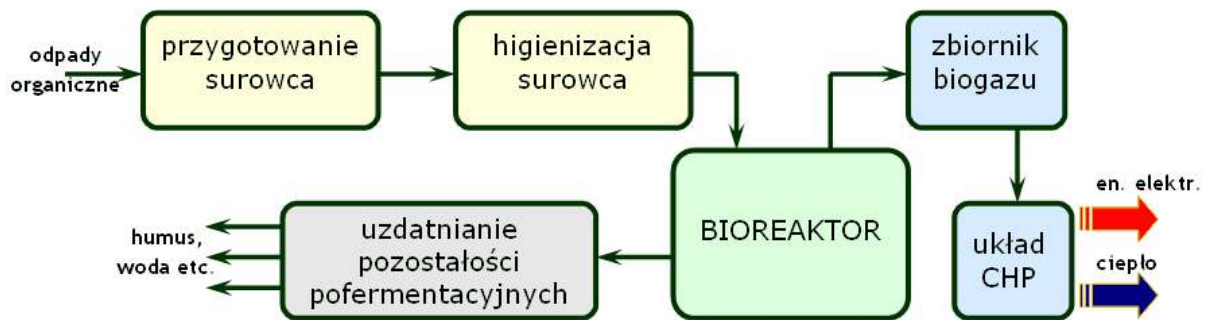 odpady
organiczne
przygotowanie
surowca
higienizacja
surowca
zbiornik
biogazu
BIOREAKTOR
en. elektr.
układ
CHP
ciepło
uzdatnianie
pozostałości
pofermentacyjnych
humus,
woda etc.